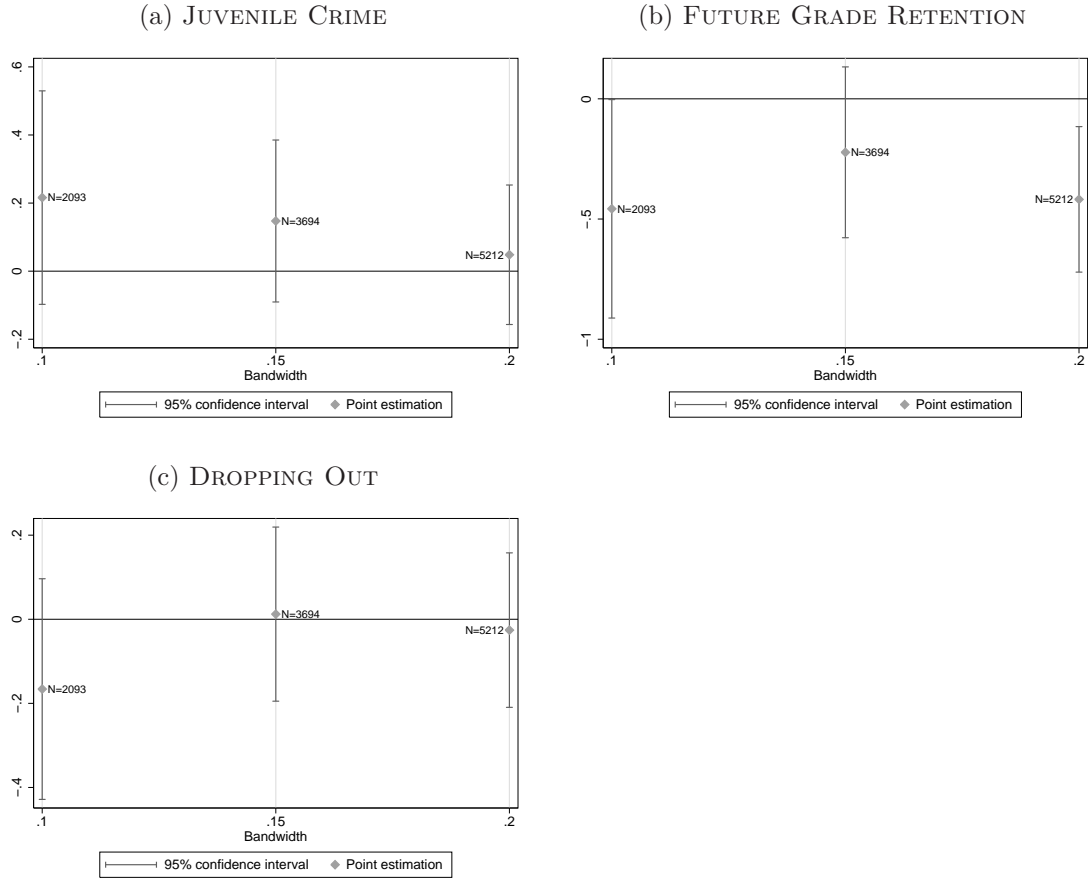 (a) JUVENILE CRIME
.6
.4
.2
0
-.2
N=2093
N=3694
N=5212
.1
.15
.2
Bandwidth
95% confidence interval
Point estimation
(b) FUTURE GRADE RETENTION
0
-.5
-1
N=2093
N=3694
N=5212
.1
.15
.2
Bandwidth
95% confidence interval
Point estimation
(c) DROPPING OUT
.2
0
-.2
-.4
N=2093
N=3694
N=5212
.1
.15
.2
Bandwidth
95% confidence interval
Point estimation